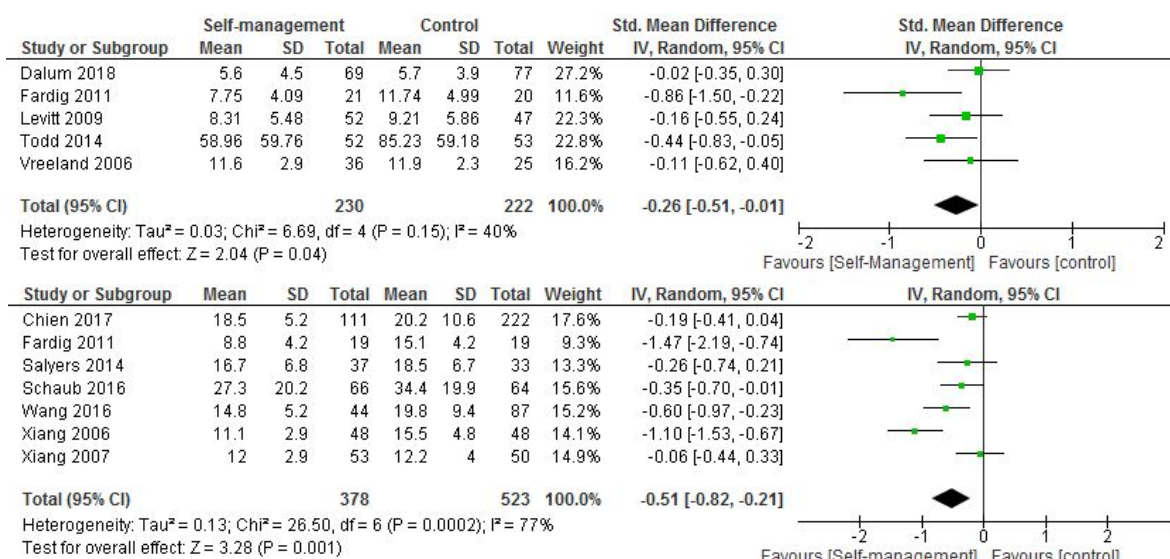 Self-management Control Std. Mean Difference Std. Mean Difference
Study or Subgroup Mean SD Total Mean SD Total Weight IV, Random, 95% CI IV, Random, 95% CI
Dalum 2018 5.6 4.5 69 5.7 3.9 77 27.2% -0.02 [-0.35, 0.30]
Fardig 2011 7.75 4.09 21 11.74 4.99 20 11.6% -0.86 [-1.50, -0.22]
Levitt 2009 8.31 5.48 52 9.21 5.86 47 22.3% -0.16 [-0.55, 0.24]
Todd 2014 58.96 59.76 52 85.23 59.18 53 22.8% -0.44 [-0.83, -0.05]
Vreeland 2006 11.6 2.9 36 11.9 2.3 25 16.2% -0.11 [-0.62, 0.40]
Total (95% CI) 230 222 100.0% -0.26 [-0.51, -0.01]
Heterogeneity: Tau² = 0.03; Chi² = 6.69, df = 4 (P = 0.15); I² = 40%
Test for overall effect: Z = 2.04 (P = 0.04)
-2 -1 0 1 2
Favours [Self-Management] Favours [control]
Study or Subgroup Mean SD Total Mean SD Total Weight IV, Random, 95% CI IV, Random, 95% CI
Chien 2017 18.5 5.2 111 20.2 10.6 222 17.6% -0.19 [-0.41, 0.04]
Fardig 2011 8.8 4.2 19 15.1 4.2 19 9.3% -1.47 [-2.19, -0.74]
Salyers 2014 16.7 6.8 37 18.5 6.7 33 13.3% -0.26 [-0.74, 0.21]
Schaub 2016 27.3 20.2 66 34.4 19.9 64 15.6% -0.35 [-0.70, -0.01]
Wang 2016 14.8 5.2 44 19.8 9.4 87 15.2% -0.60 [-0.97, -0.23]
Xiang 2006 11.1 2.9 48 15.5 4.8 48 14.1% -1.10 [-1.53, -0.67]
Xiang 2007 12 2.9 53 12.2 4 50 14.9% -0.06 [-0.44, 0.33]
Total (95% CI) 378 523 100.0% -0.51 [-0.82, -0.21]
Heterogeneity: Tau² = 0.13; Chi² = 26.50, df = 6 (P = 0.0002); I² = 77%
Test for overall effect: Z = 3.28 (P = 0.001)
-2 -1 0 1 2
Favours [Self-management] Favours [control]